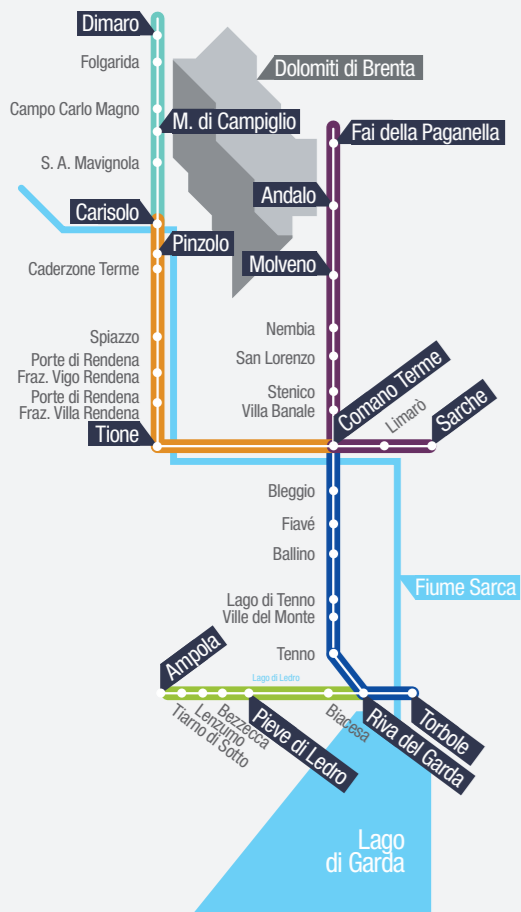 Dimaro
Folgarida
Dolomiti di Brenta
Campo Carlo Magno
M. di Campiglio
Fai della Paganella
S. A. Mavignola
Andalo
Carisolo
Pinzolo
Molveno
Caderzone Terme
Nembia
Spiazzo
San Lorenzo
Porte di Rendena
Fraz. Vigo Rendena
Stenico
Porte di Rendena
Fraz. Villa Rendena
Villa Banale
Comano Terme
Limarò
Sarche
Tione
Bleggio
Fiavé
Ballino
Fiume Sarca
Lago di Tenno
Ville del Monte
Tenno
Ampola
Lago di Ledro
Tiarno di Sotto
Lenzumo
Bezzecca
Pieve di Ledro
Biacesa
Riva del Garda
Torbole
Lago
di Garda